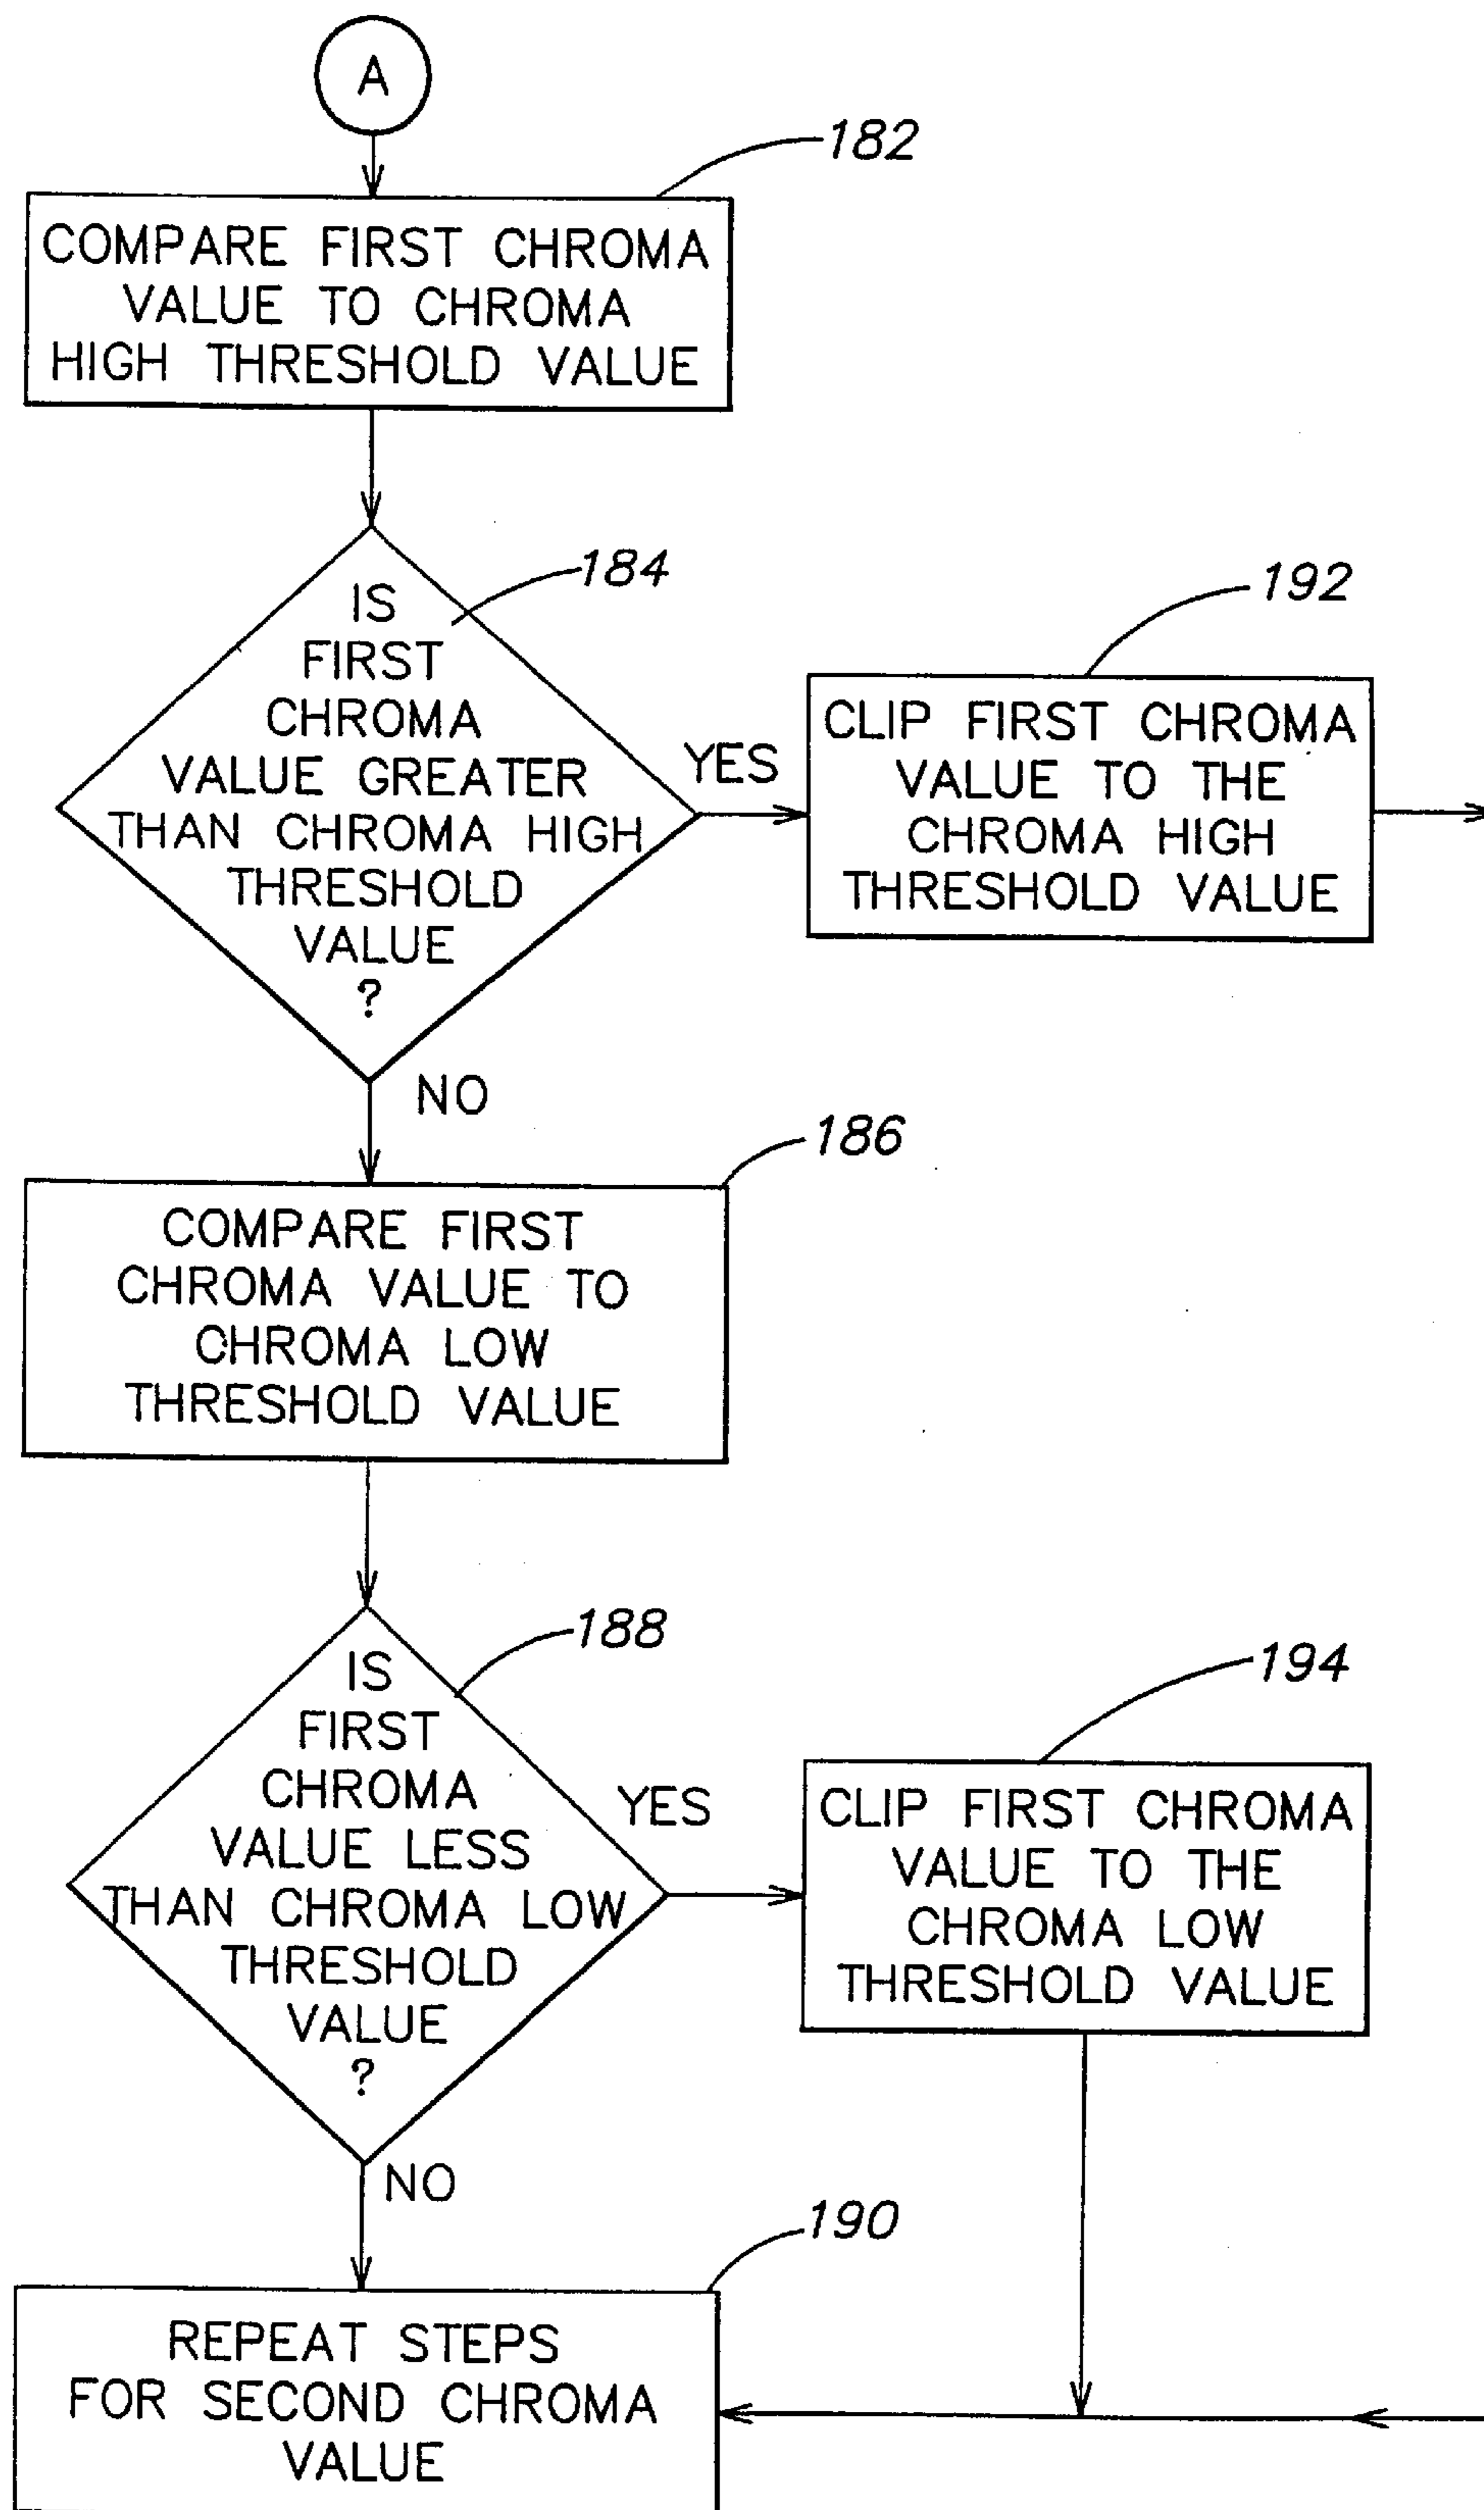 A
182
COMPARE FIRST CHROMA
VALUE TO CHROMA
HIGH THRESHOLD VALUE
184
IS
FIRST
CHROMA
VALUE GREATER
THAN CHROMA HIGH
THRESHOLD
VALUE
?
YES
192
CLIP FIRST CHROMA
VALUE TO THE
CHROMA HIGH
THRESHOLD VALUE
NO
186
COMPARE FIRST
CHROMA VALUE TO
CHROMA LOW
THRESHOLD VALUE
188
IS
FIRST
CHROMA
VALUE LESS
THAN CHROMA LOW
THRESHOLD
VALUE
?
YES
194
CLIP FIRST CHROMA
VALUE TO THE
CHROMA LOW
THRESHOLD VALUE
NO
190
REPEAT STEPS
FOR SECOND CHROMA
VALUE